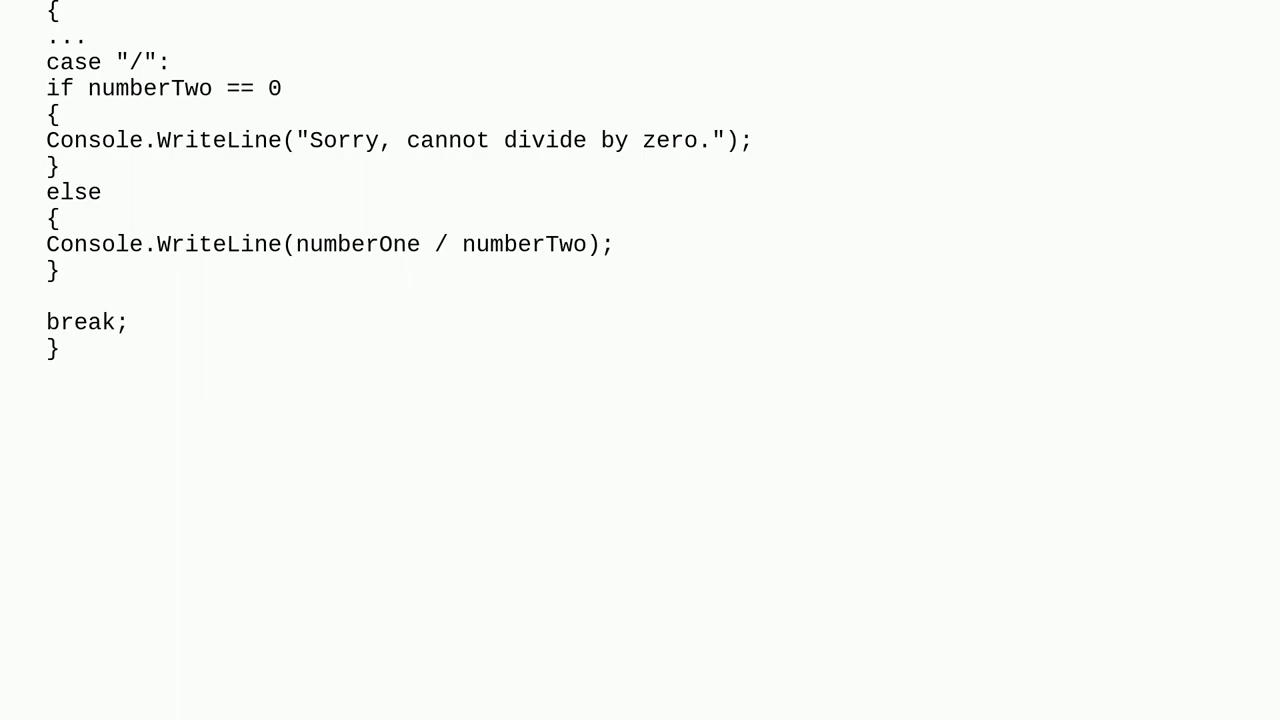 {
...
case "/":
if numberTwo == 0
{
Console.WriteLine("Sorry, cannot divide by zero.");
}
else
{
Console.WriteLine(numberOne / numberTwo);
}

break;
}